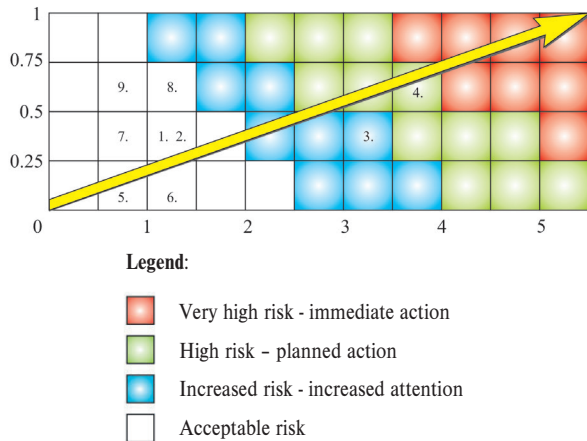 1
0.75
9. 8. 4.
0.5
7. 1. 2. 3.
0.25
5. 6.
0 1 2 3 4 5
Legend:
Very high risk - immediate action
High risk – planned action
Increased risk - increased attention
Acceptable risk